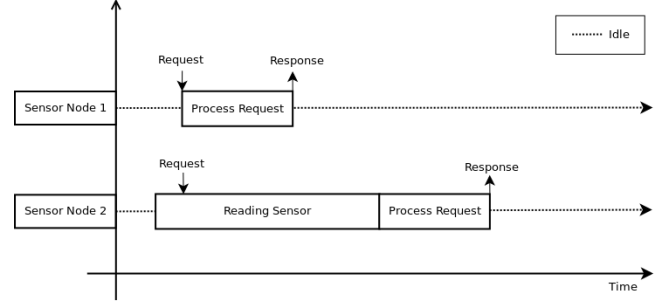 Idle
Request
Response
Sensor Node 1
Process Request
Request
Response
Sensor Node 2
Reading Sensor
Process Request
Time